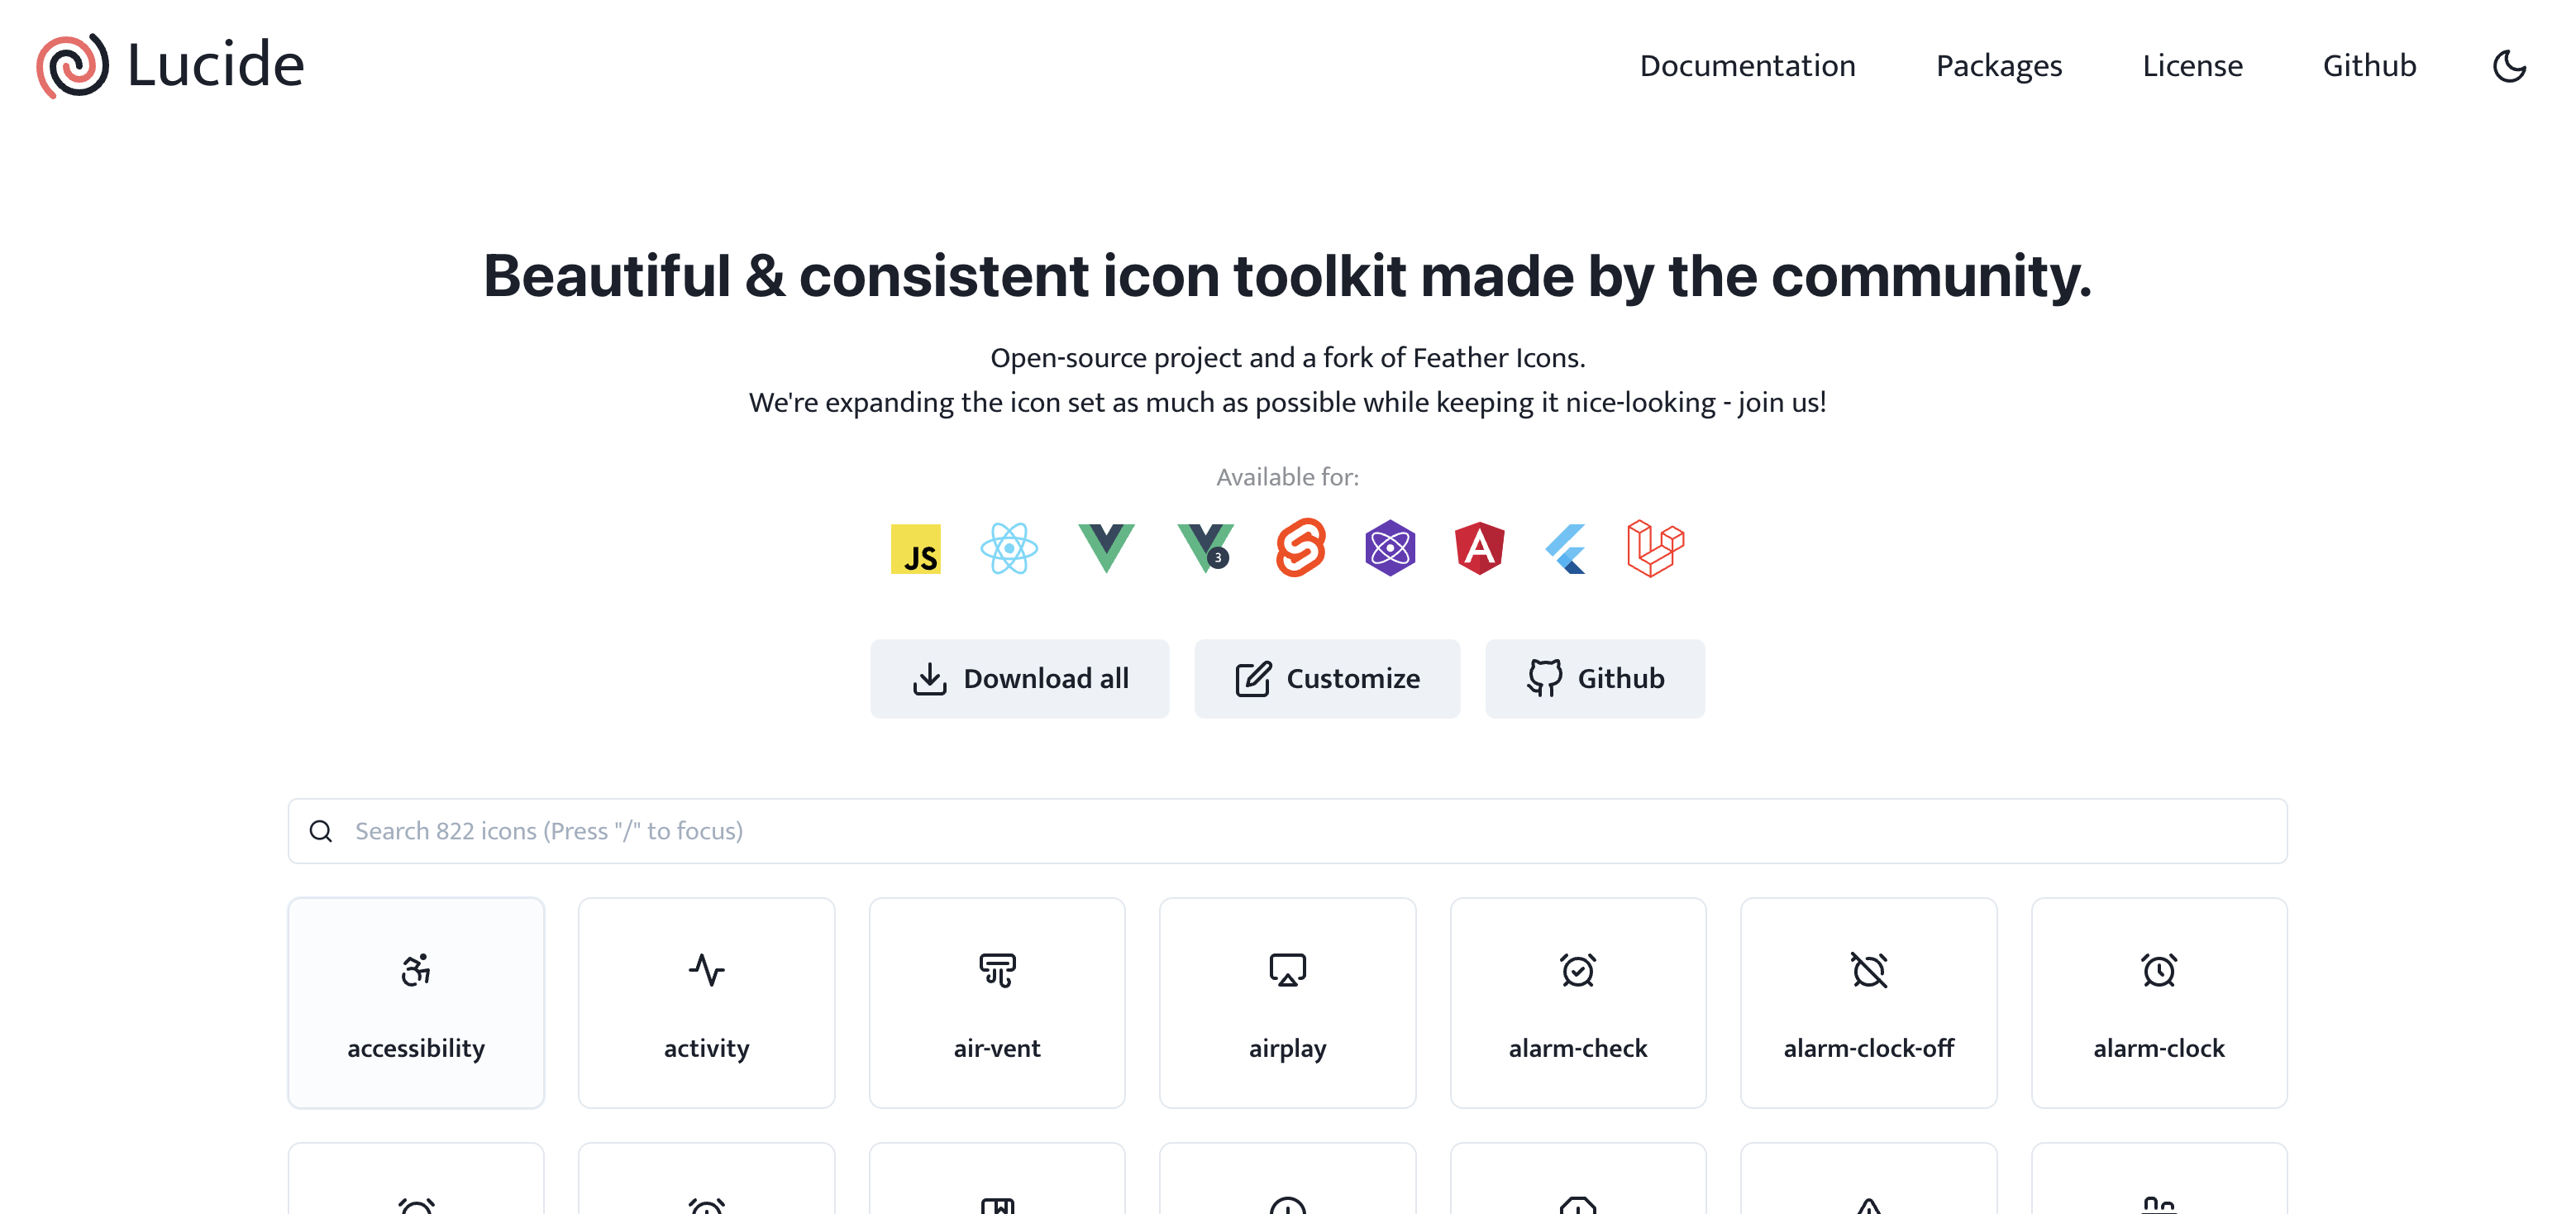 Lucide
Documentation Packages License Github
Beautiful & consistent icon toolkit made by the community.
Open-source project and a fork of Feather Icons.
We're expanding the icon set as much as possible while keeping it nice-looking - join us!
Available for:
JS 3
Download all Customize Github
Search 822 icons (Press "/" to focus)
accessibility activity air-vent airplay alarm-check alarm-clock-off alarm-clock